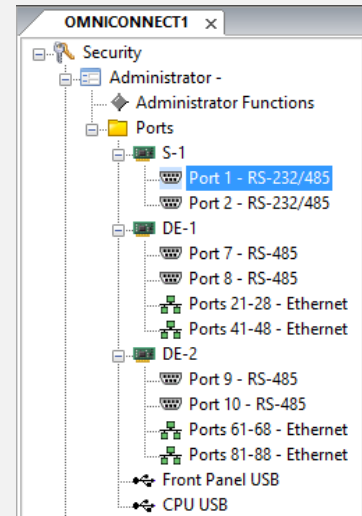 OMNICONNECT1 ×
Security
Administrator -
Administrator Functions
Ports
S-1
Port 1 - RS-232/485
Port 2 - RS-232/485
DE-1
Port 7 - RS-485
Port 8 - RS-485
Ports 21-28 - Ethernet
Ports 41-48 - Ethernet
DE-2
Port 9 - RS-485
Port 10 - RS-485
Ports 61-68 - Ethernet
Ports 81-88 - Ethernet
Front Panel USB
CPU USB